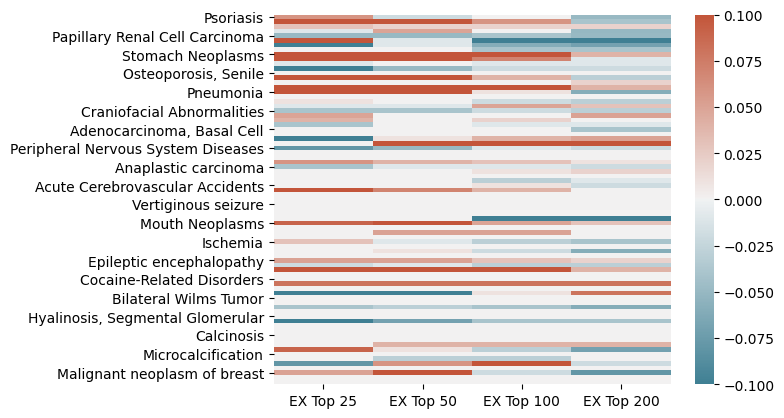 Psoriasis
Papillary Renal Cell Carcinoma
Stomach Neoplasms
Osteoporosis, Senile
Pneumonia
Craniofacial Abnormalities
Adenocarcinoma, Basal Cell
Peripheral Nervous System Diseases
Anaplastic carcinoma
Acute Cerebrovascular Accidents
Vertiginous seizure
Mouth Neoplasms
Ischemia
Epileptic encephalopathy
Cocaine-Related Disorders
Bilateral Wilms Tumor
Hyalinosis, Segmental Glomerular
Calcinosis
Microcalcification
Malignant neoplasm of breast
EX Top 25 EX Top 50 EX Top 100 EX Top 200
0.100
0.075
0.050
0.025
0.000
−0.025
−0.050
−0.075
−0.100